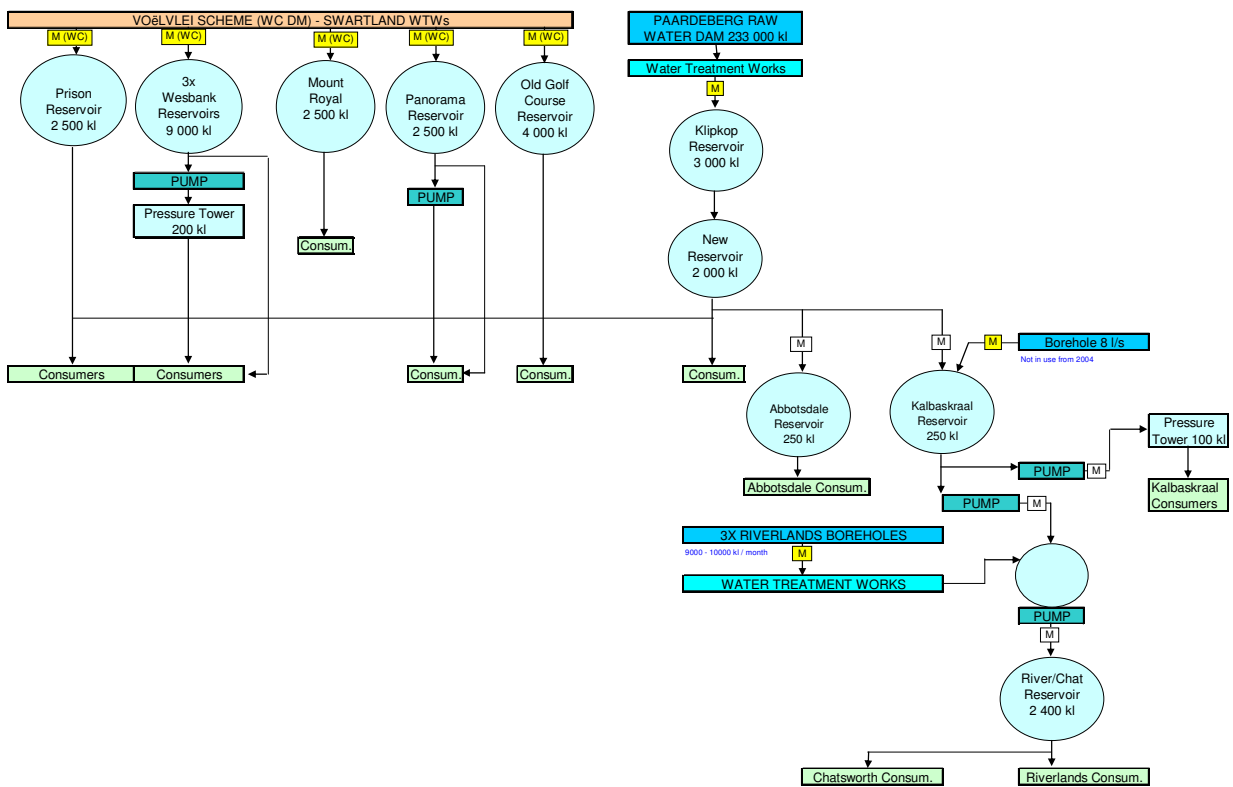 VOëLVLEI SCHEME (WC DM) - SWARTLAND WTWs
M (WC)
M (WC)
M (WC)
M (WC)
M (WC)
PAARDEBERG RAW
WATER DAM 233 000 kl
Water Treatment Works
M
Prison
Reservoir
2 500 kl
3x
Wesbank
Reservoirs
9 000 kl
Mount
Royal
2 500 kl
Panorama
Reservoir
2 500 kl
Old Golf
Course
Reservoir
4 000 kl
Klipkop
Reservoir
3 000 kl
PUMP
Pressure Tower
200 kl
PUMP
Consum.
New
Reservoir
2 000 kl
M
M
M
Borehole 8 l/s
Not in use from 2004
Consumers
Consumers
Consum.
Consum.
Consum.
Abbotsdale
Reservoir
250 kl
Kalbaskraal
Reservoir
250 kl
Pressure
Tower 100 kl
PUMP
M
Abbotsdale Consum.
Kalbaskraal
Consumers
PUMP
M
3X RIVERLANDS BOREHOLES
9000 - 10000 kl / month
M
WATER TREATMENT WORKS
PUMP
M
River/Chat
Reservoir
2 400 kl
Chatsworth Consum.
Riverlands Consum.